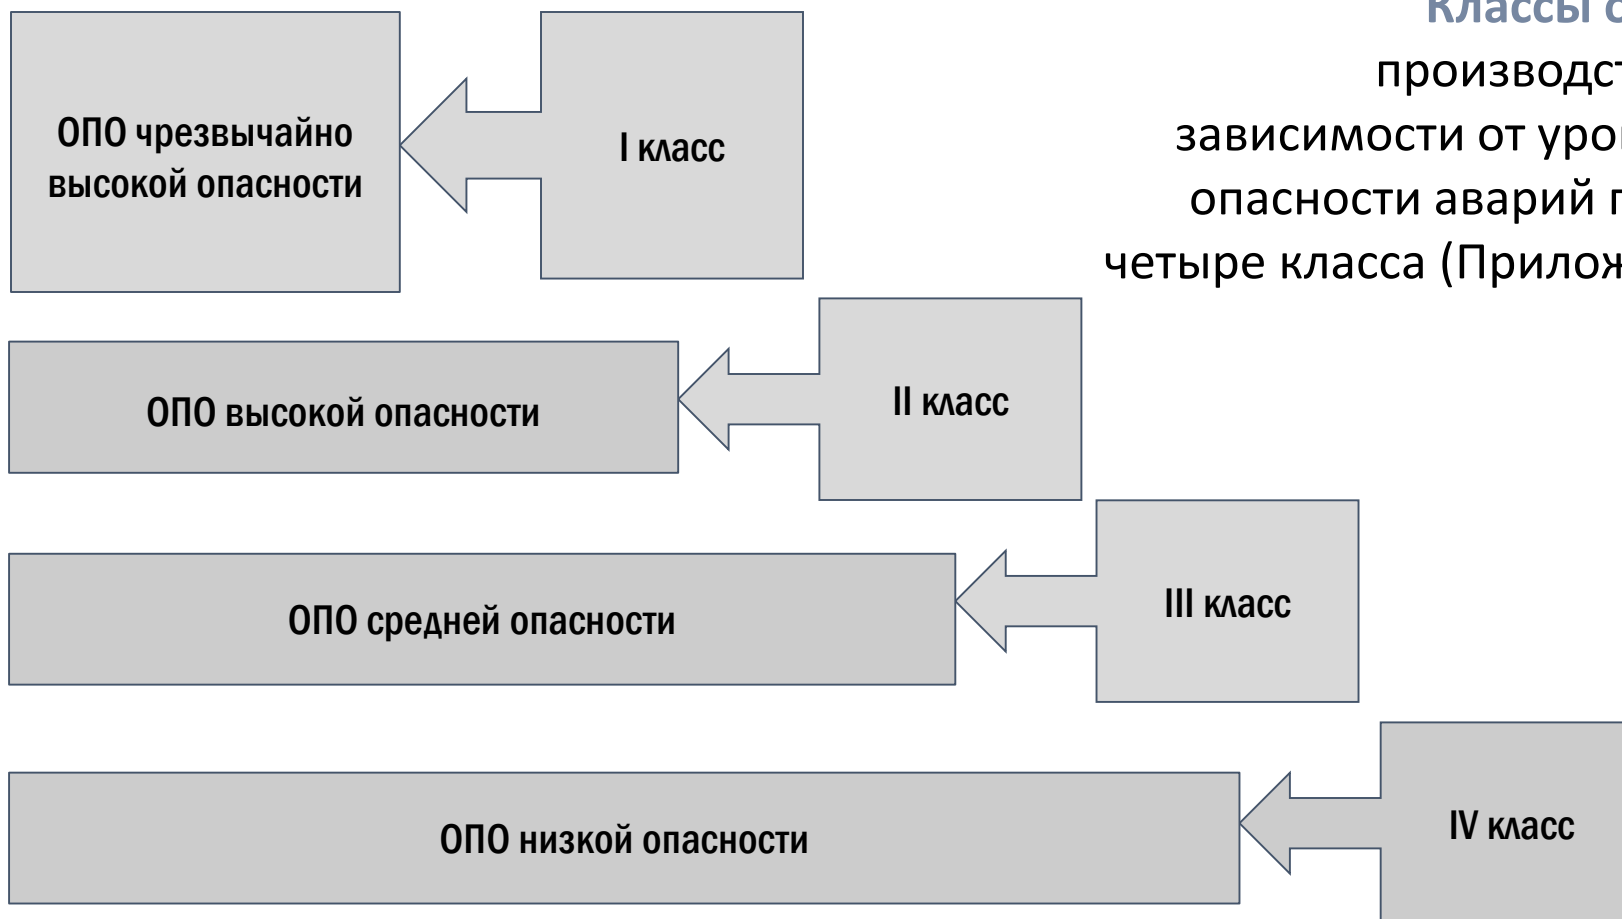 Классы
производст
зависимости от уро
опасности аварий
четыре класса (Прилож
ОПО чрезвычайно
высокой опасности
I класс
ОПО высокой опасности
II класс
ОПО средней опасности
III класс
ОПО низкой опасности
IV класс